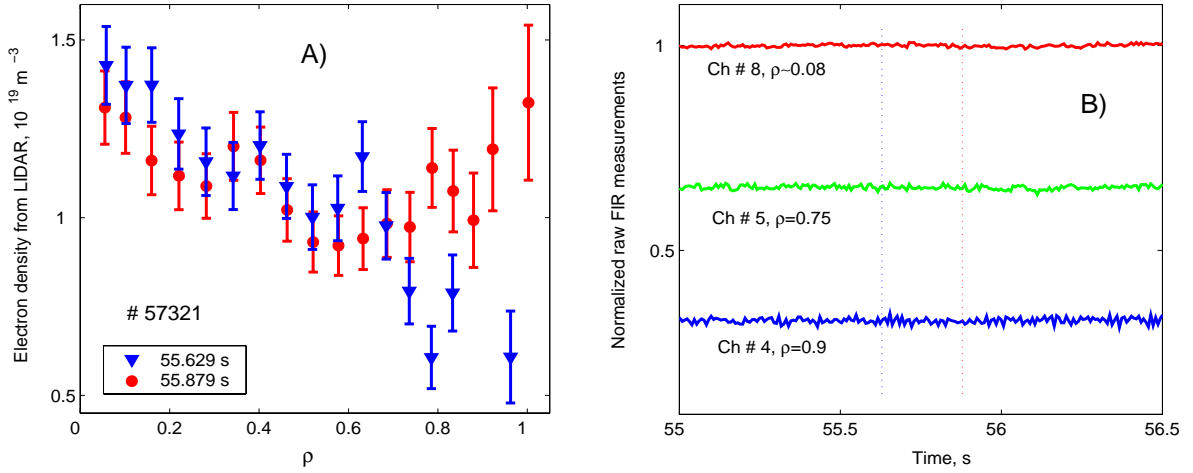 Electron density from LIDAR, 10 ¹⁹ m ⁻³
1.5
1
0.5
A)
# 57321
55.629 s
55.879 s
0
0.2
0.4
0.6
0.8
1
ρ
Normalized raw FIR measurements
1
0.5
Ch # 8, ρ~0.08
B)
Ch # 5, ρ=0.75
Ch # 4, ρ=0.9
55
55.5
56
56.5
Time, s